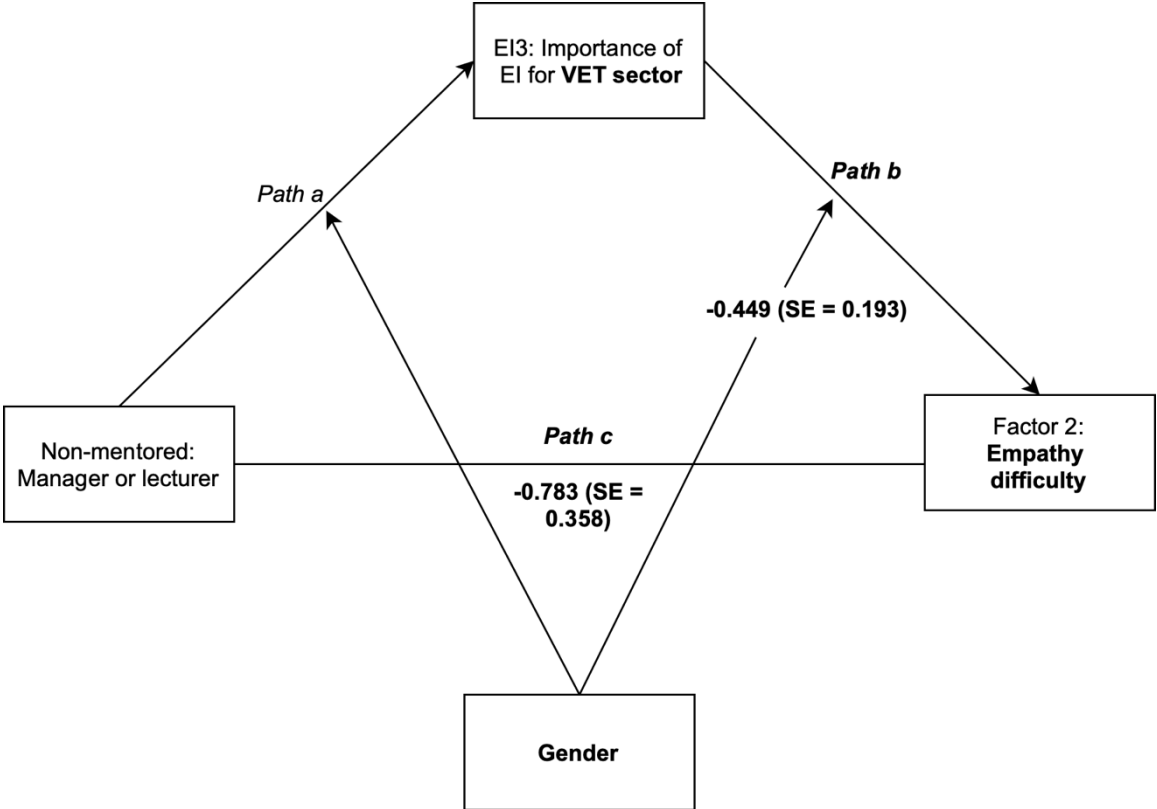 EI3: Importance of
EI for VET sector
Path a
Path b
-0.449 (SE = 0.193)
Non-mentored:
Manager or lecturer
Path c
-0.783 (SE =
0.358)
Factor 2:
Empathy
difficulty
Gender